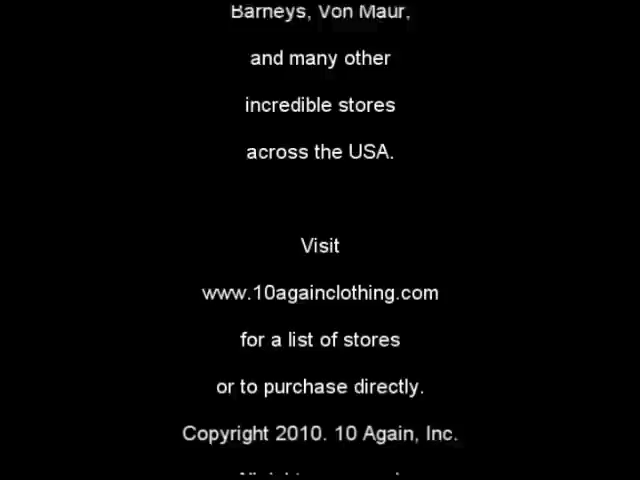 Barneys, Von Maur,
and many other
incredible stores
across the USA.
Visit
www.10againclothing.com
for a list of stores
or to purchase directly.
Copyright 2010. 10 Again, Inc.